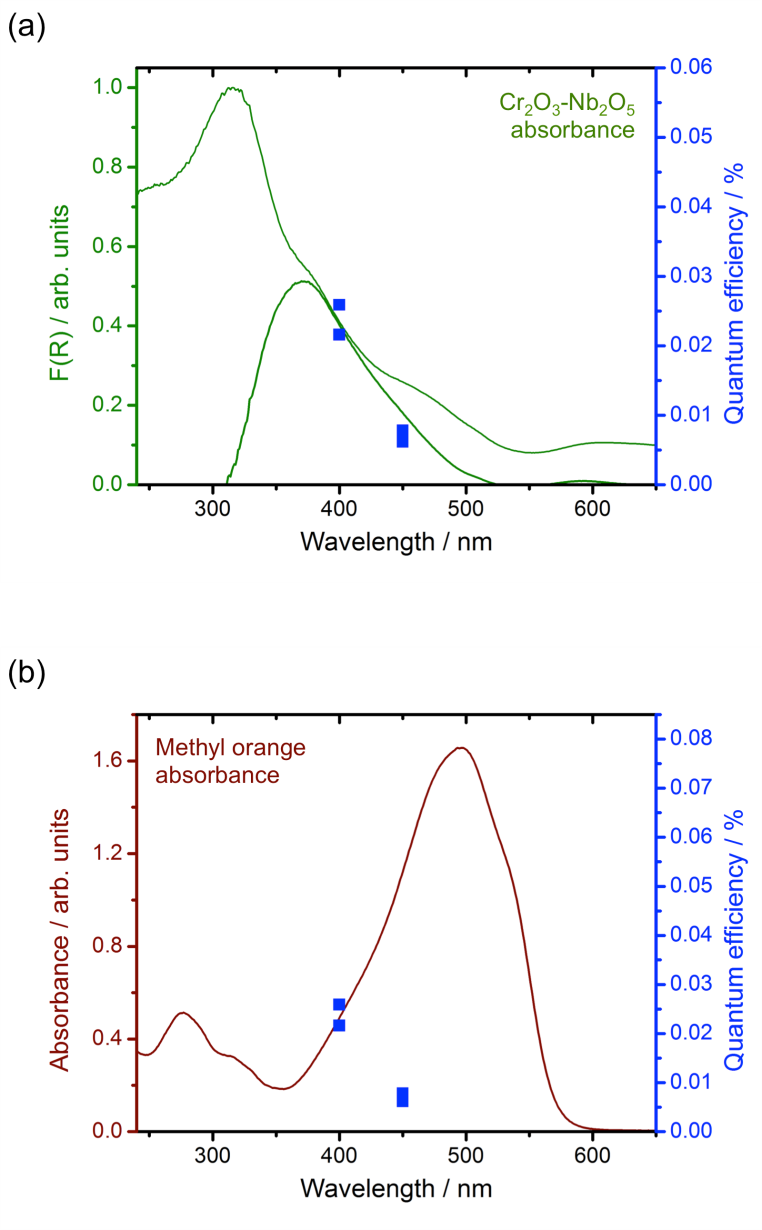 (a)
Cr₂O₃-Nb₂O₅
absorbance
F(R) / arb. units
1.0
0.8
0.6
0.4
0.2
0.0
Quantum efficiency / %
0.06
0.05
0.04
0.03
0.02
0.01
0.00
300 400 500 600
Wavelength / nm
(b)
Methyl orange
absorbance
Absorbance / arb. units
1.6
1.2
0.8
0.4
0.0
Quantum efficiency / %
0.08
0.07
0.06
0.05
0.04
0.03
0.02
0.01
0.00
300 400 500 600
Wavelength / nm